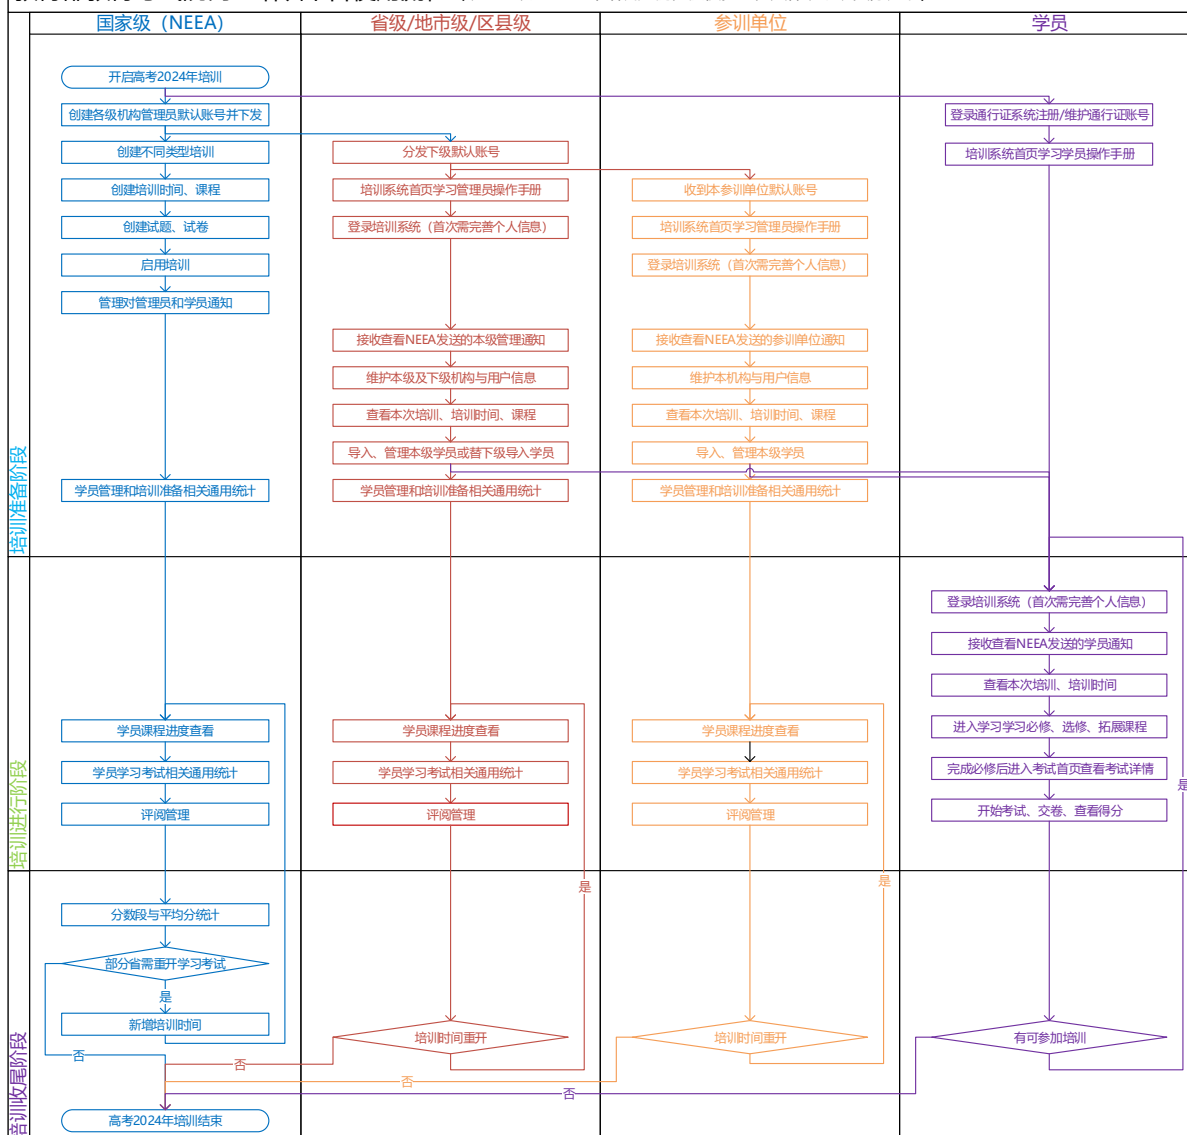 国家级（NEEA）
省级/地市级/区县级
参训单位
学员
培训准备阶段
开启高考2024年培训
创建各级机构管理员默认账号并下发
创建不同类型培训
创建培训时间、课程
创建试题、试卷
启用培训
管理对管理员和学员通知
学员管理和培训准备相关通用统计
分发下级默认账号
培训系统首页学习管理员操作手册
登录培训系统（首次需完善个人信息）
接收查看NEEA发送的本级管理通知
维护本级及下级机构与用户信息
查看本次培训、培训时间、课程
导入、管理本级学员或替下级导入学员
学员管理和培训准备相关通用统计
收到本参训单位默认账号
培训系统首页学习管理员操作手册
登录培训系统（首次需完善个人信息）
接收查看NEEA发送的参训单位通知
维护本机构与用户信息
查看本次培训、培训时间、课程
导入、管理本级学员
学员管理和培训准备相关通用统计
登录通行证系统注册/维护通行证账号
培训系统首页学习学员操作手册
培训进行阶段
学员课程进度查看
学员学习考试相关通用统计
评阅管理
学员课程进度查看
学员学习考试相关通用统计
评阅管理
学员课程进度查看
学员学习考试相关通用统计
评阅管理
登录培训系统（首次需完善个人信息）
接收查看NEEA发送的学员通知
查看本次培训、培训时间
进入学习学习必修、选修、拓展课程
完成必修后进入考试首页查看考试详情
开始考试、交卷、查看得分
是
培训收尾阶段
分数段与平均分统计
部分省需重开学习考试
是
新增培训时间
否
高考2024年培训结束
是
培训时间重开
否
是
培训时间重开
否
有可参加培训
否